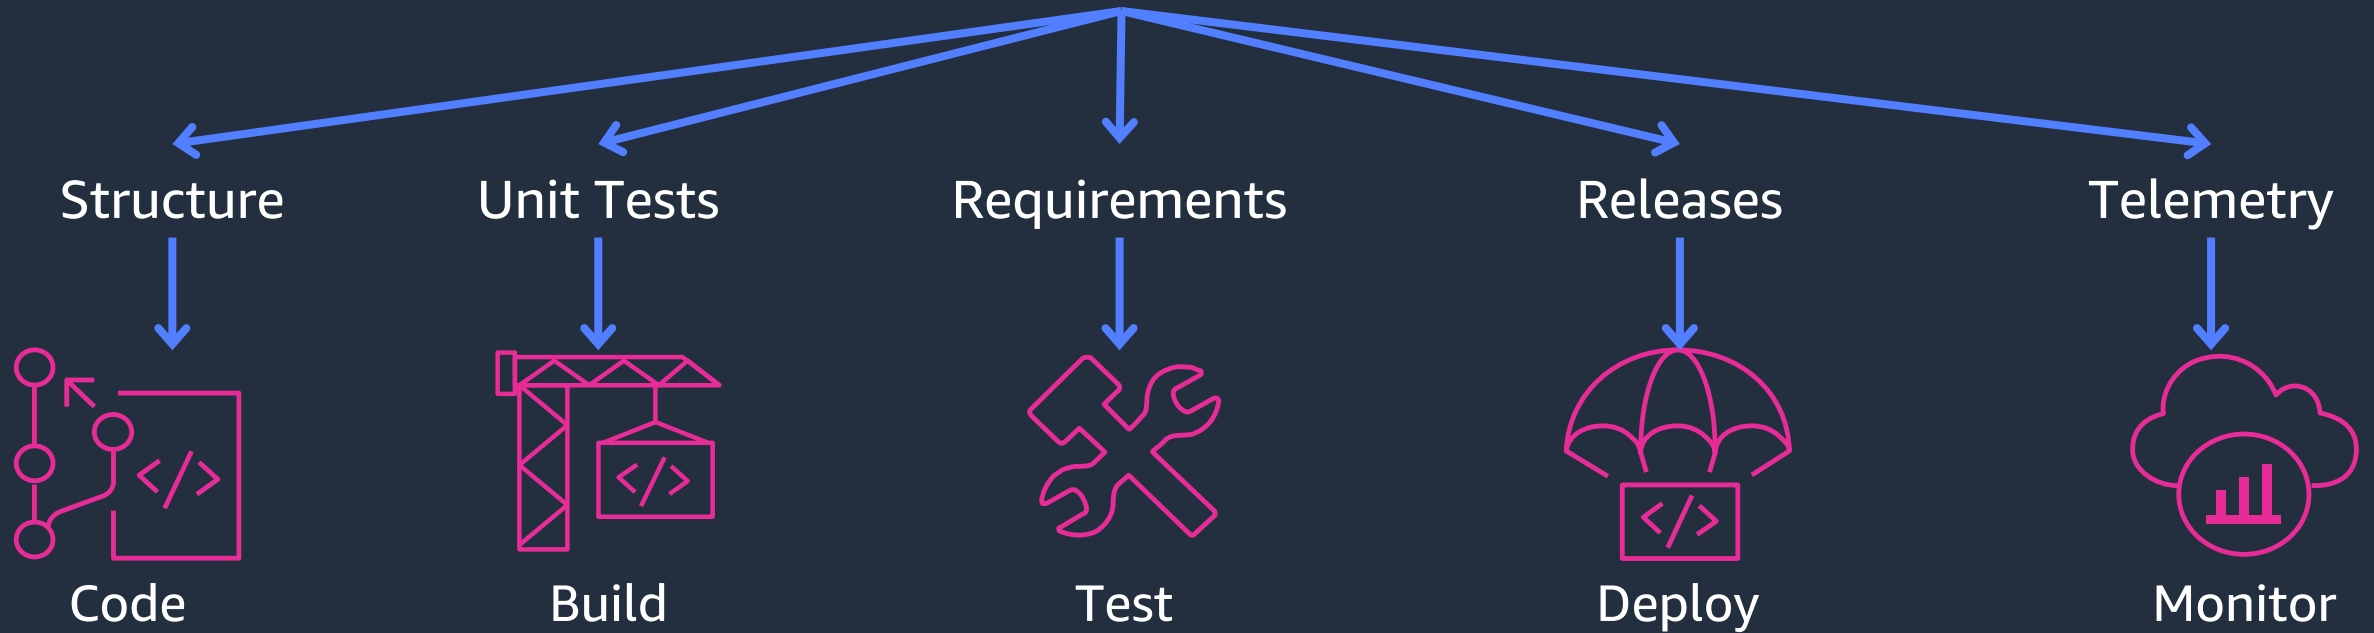 Structure
Unit Tests
Requirements
Releases
Telemetry
</>
</>
</>
Code
Build
Test
Deploy
Monitor